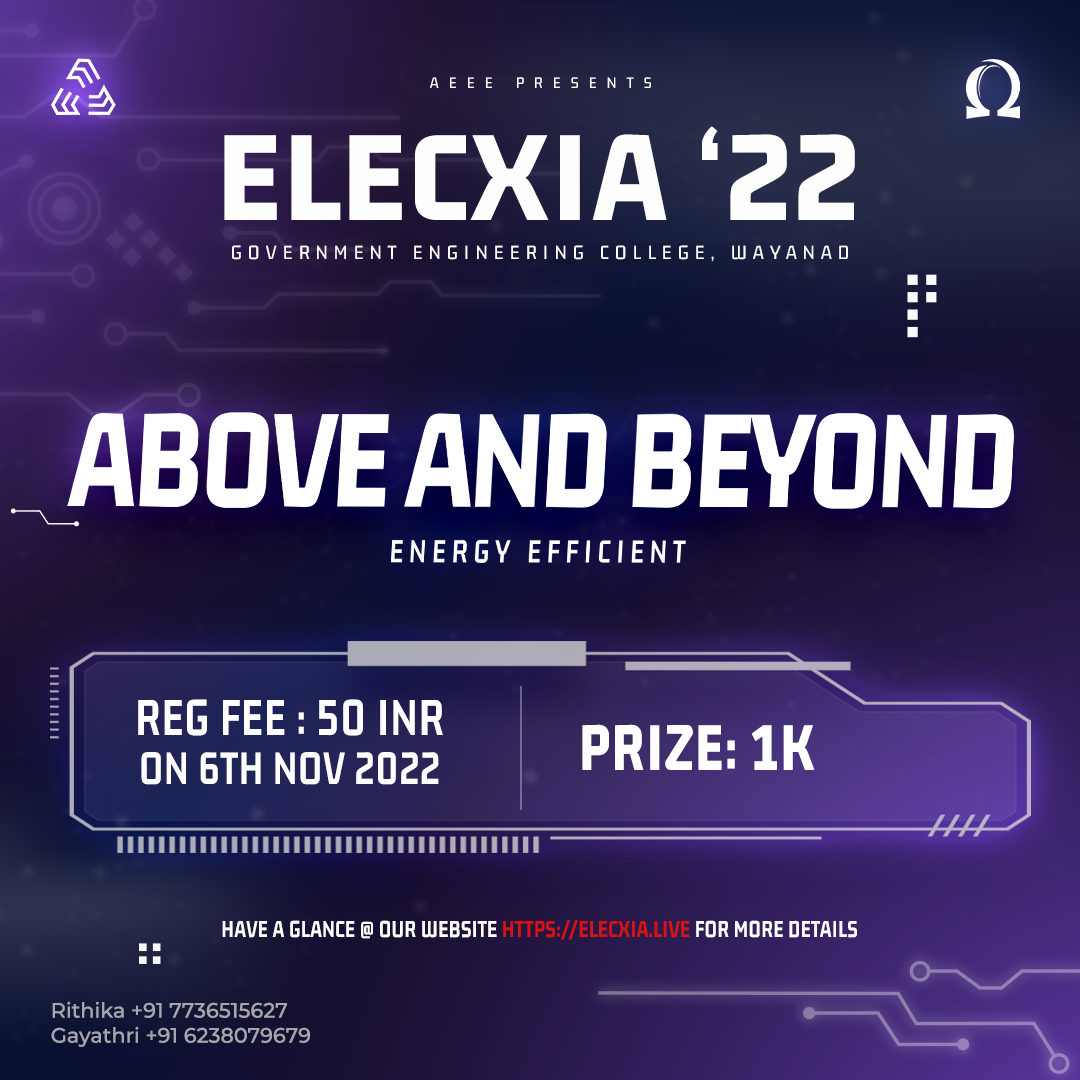 AEEE PRESENTS
ELECXIA ‘22
GOVERNMENT ENGINEERING COLLEGE, WAYANAD
ABOVE AND BEYOND
ENERGY EFFICIENT
REG FEE : 50 INR
ON 6TH NOV 2022
PRIZE: 1K
HAVE A GLANCE @ OUR WEBSITE HTTPS://ELECXIA.LIVE FOR MORE DETAILS
Rithika +91 7736515627
Gayathri +91 6238079679